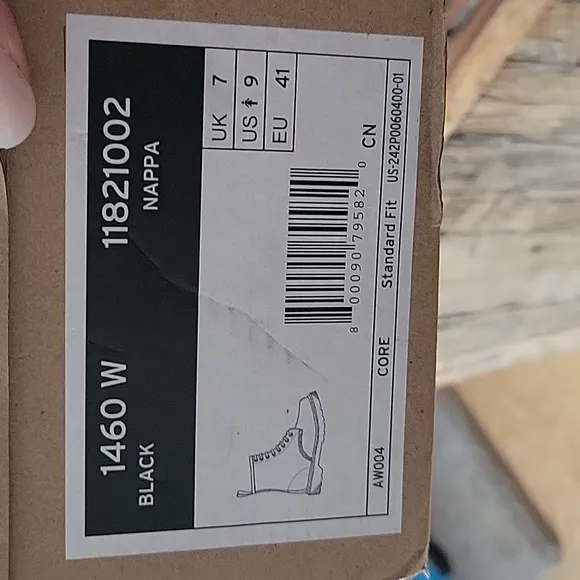 1460 W 11821002
BLACK NAPPA
UK 7
US 9
EU 41
8 00090 79582 0
CN
AW004 CORE Standard Fit US-242P0060400-01